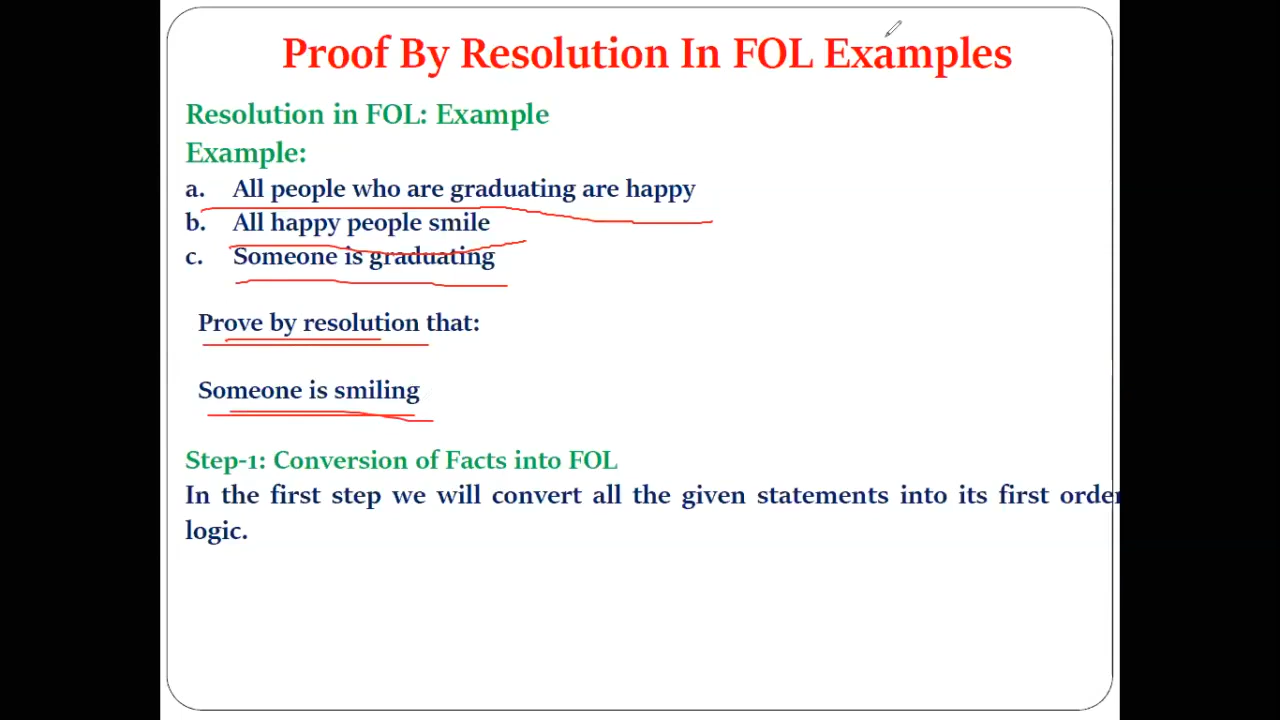 Proof By Resolution In FOL Examples
Resolution in FOL: Example
Example:
a. All people who are graduating are happy
b. All happy people smile
c. Someone is graduating
Prove by resolution that:
Someone is smiling
Step-1: Conversion of Facts into FOL
In the first step we will convert all the given statements into its first order
logic.